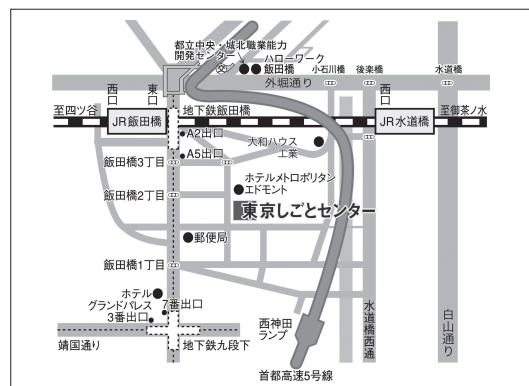 都立中央・城北職業能力
開発センター
ハローワーク
飯田橋
小石川橋
後楽橋
水道橋
外堀通り
西口
東口
地下鉄飯田橋
西口
至四ツ谷
JR飯田橋
JR水道橋
至御茶ノ水
A2出口
大和ハウス
工業
A5出口
飯田橋3丁目
ホテルメトロポリタン
エドモント
飯田橋2丁目
東京しごとセンター
郵便局
飯田橋1丁目
ホテル
グランドパレス
7番出口
3番出口
靖国通り
地下鉄九段下
西神田
ランプ
水道橋西通
白山通り
首都高速5号線